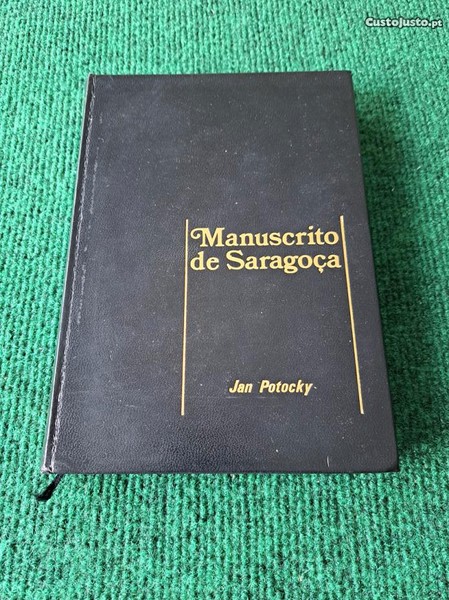 CustoJusto.pt
Manuscrito
de Saragoça
Jan Potocky